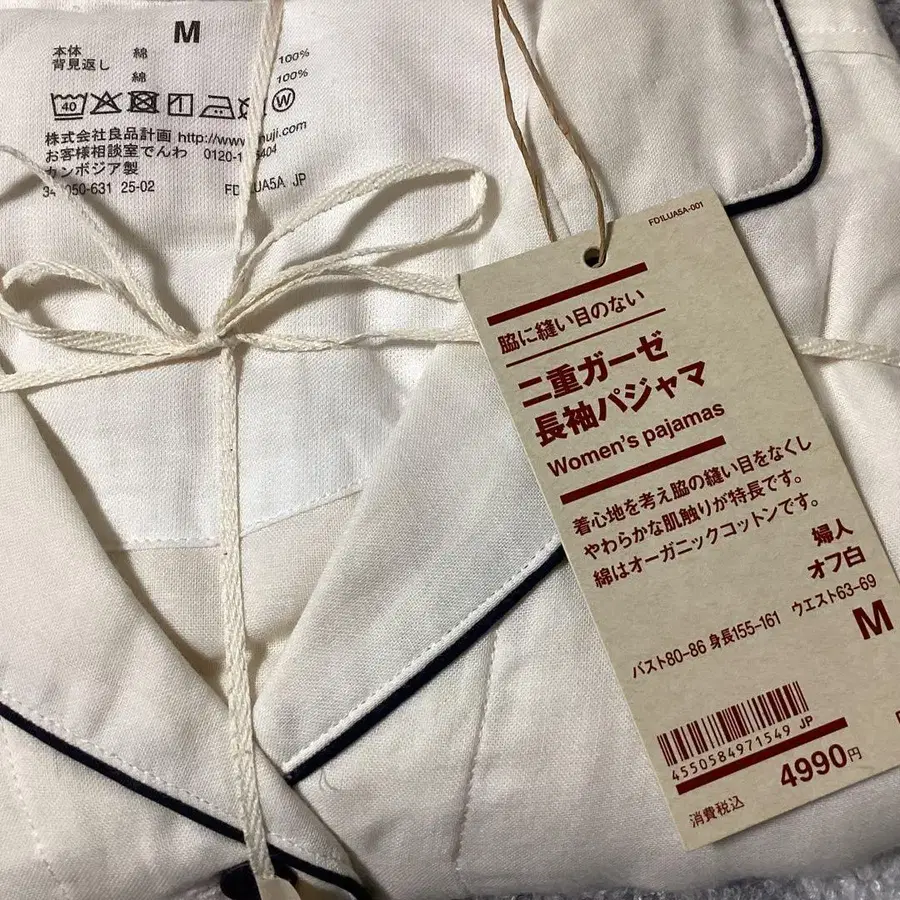 M
本体 綿 100%
背見返し 綿 100%
40
W
株式会社良品計画 http://www. uji.com
お客様相談室でんわ 0120-1 6404
カンボジア製
34 050-631 25-02 FD1LUA5A JP
FD1LUA5A-001
脇に縫い目のない
二重ガーゼ
長袖パジャマ
Women's pajamas
着心地を考え脇の縫い目をなくし
やわらかな肌触りが特長です。
綿はオーガニックコットンです。
婦人
オフ白
バスト80-86 身長155-161 ウエスト63-69
M
4550584971549 JP
4990円
消費税込